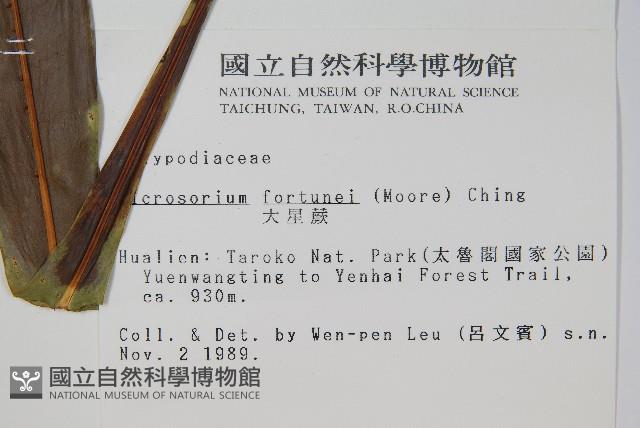 國立自然科學博物館
NATIONAL MUSEUM OF NATURAL SCIENCE
TAICHUNG, TAIWAN, R.O.CHINA
ypodiaceae
icrosorium fortunei (Moore) Ching
大星蕨
Hualien: Taroko Nat. Park(太魯閣國家公園)
Yuenwangting to Yenhai Forest Trail,
ca. 930m.
Coll. & Det. by Wen-pen Leu (呂文賓) s.n.
Nov. 2 1989.
國立自然科學博物館
NATIONAL MUSEUM OF NATURAL SCIENCE